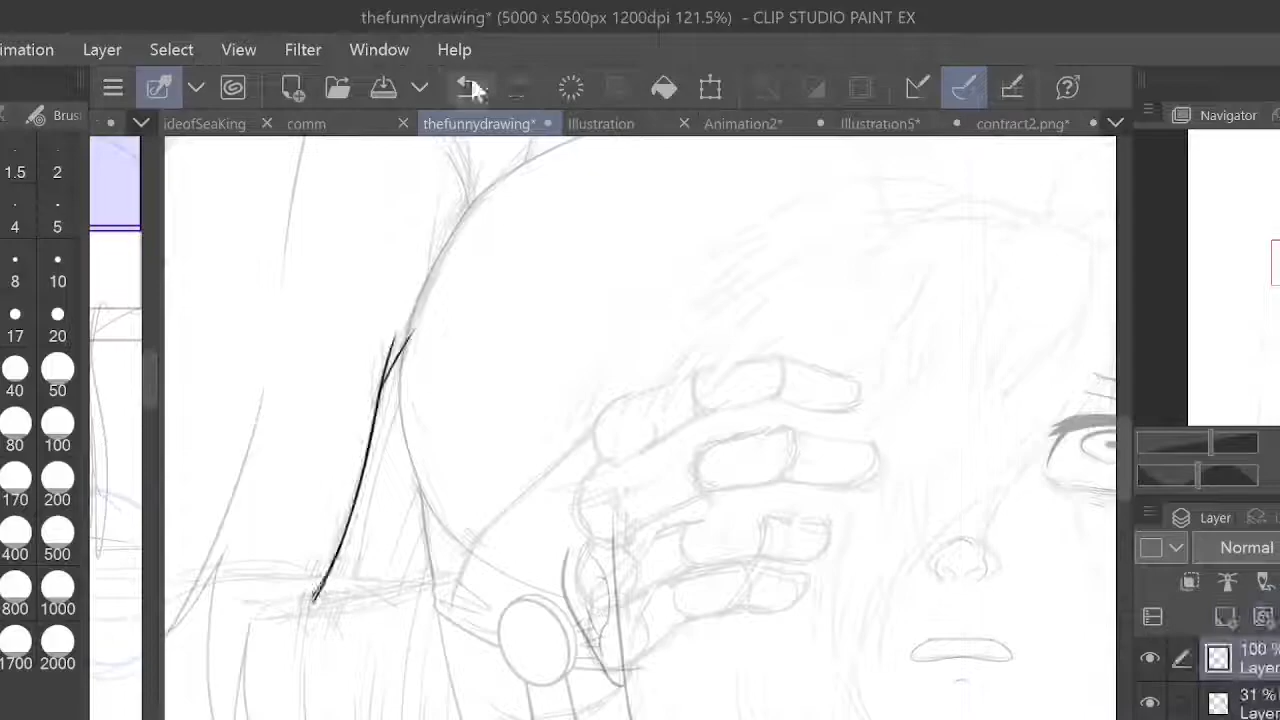 thefunnydrawing* (5000 x 5500px 1200dpi 121.5%) - CLIP STUDIO PAINT EX
imation Layer Select View Filter Window Help
Brus
ideofSeaKing comm thefunnydrawing* Illustration Animation2* Illustration5* contract2.png*
Navigator
1.5 2
4 5
8 10
17 20
40 50
80 100
170 200
400 500
800 1000
1700 2000
Layer
Normal
100 %
Layer
31 %
Layer